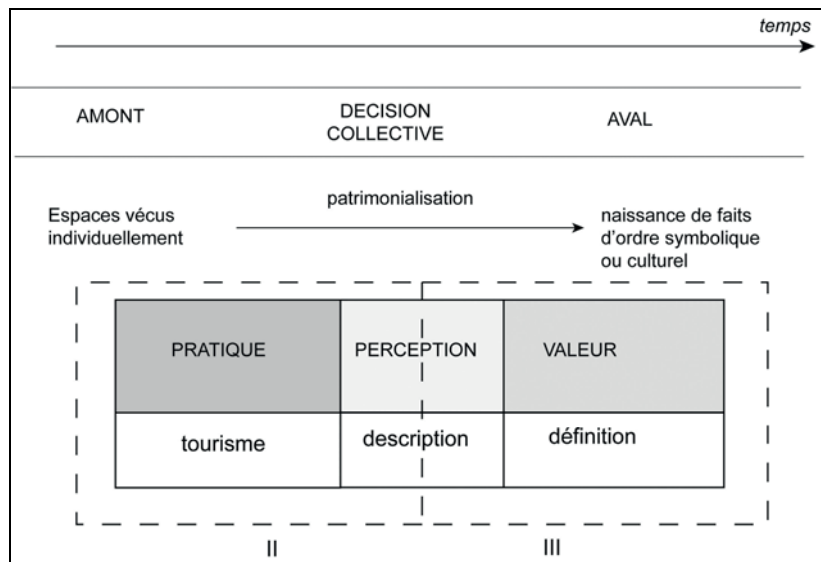 temps
AMONT
DECISION
COLLECTIVE
AVAL
patrimonialisation
Espaces vécus
individuellement
naissance de faits
d'ordre symbolique
ou culturel
PRATIQUE
PERCEPTION
VALEUR
tourisme
description
définition
II
III